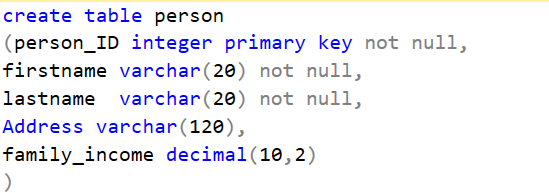 create table person
(person_ID integer primary key not null,
firstname varchar(20) not null,
lastname  varchar(20) not null,
Address varchar(120),
family_income decimal(10,2)
)